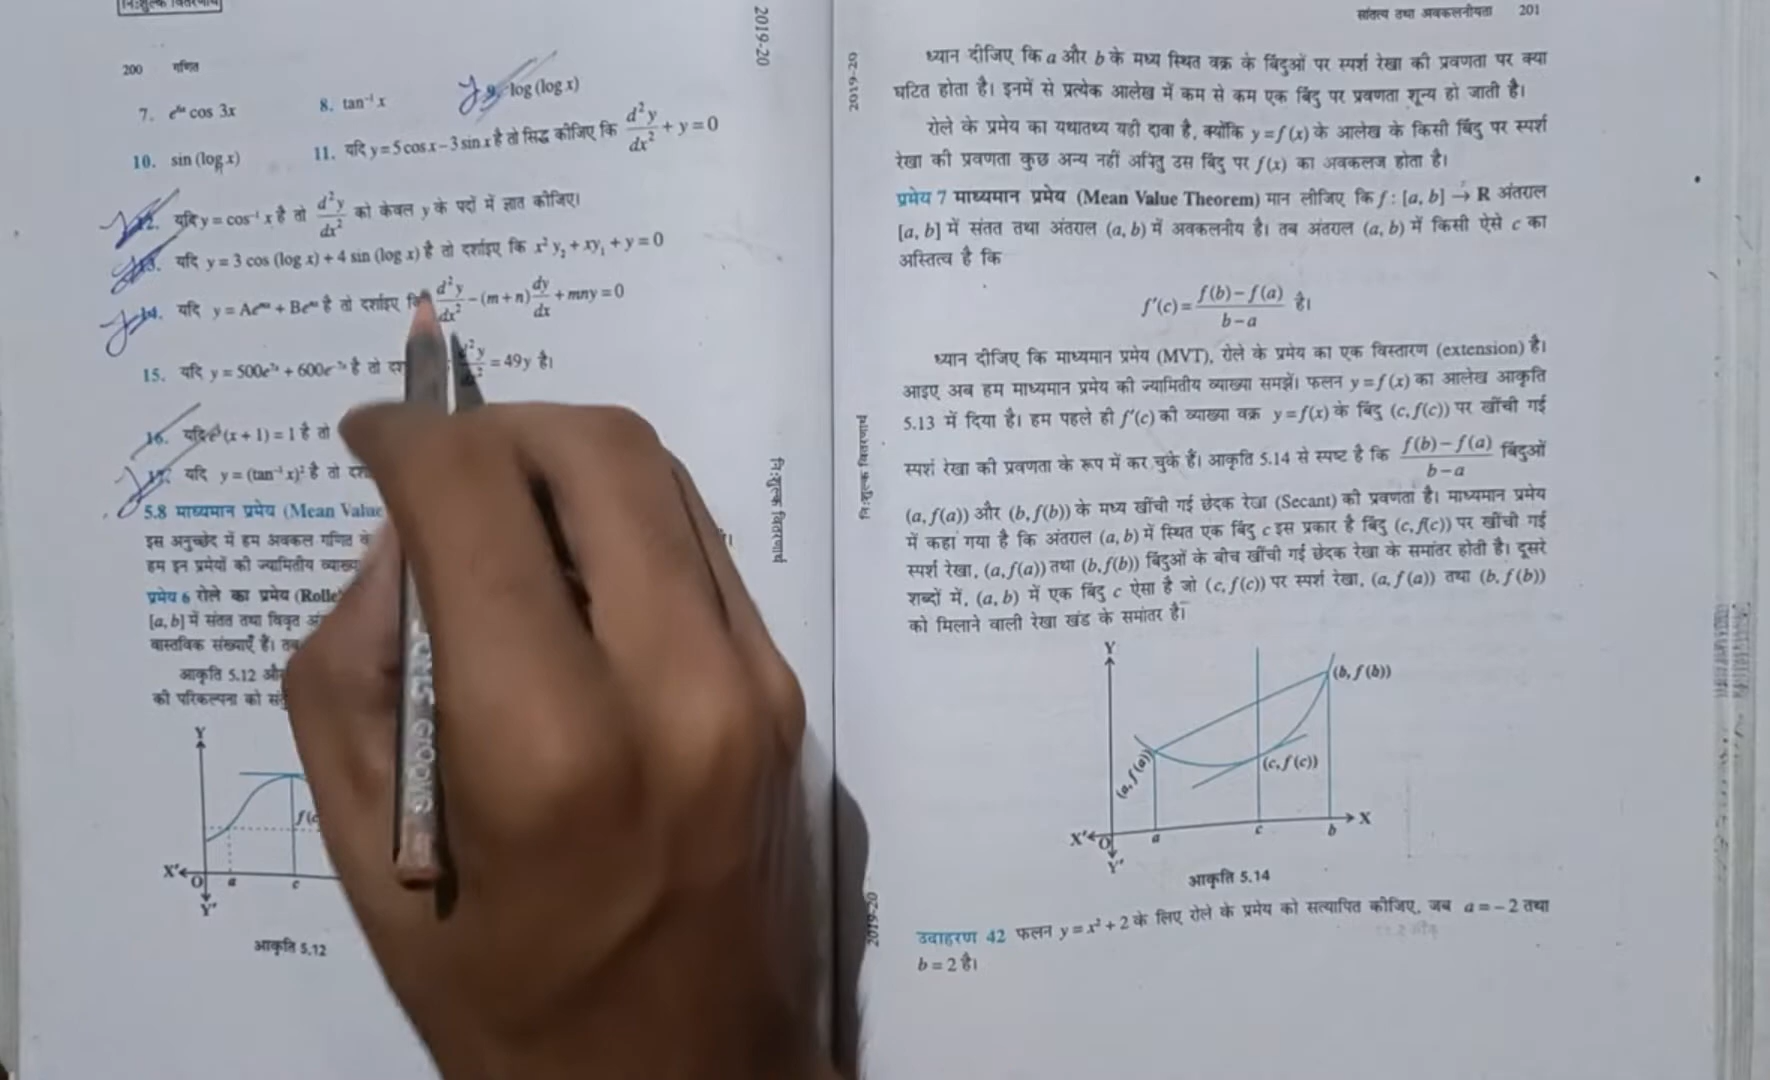 नि:शुल्क वितरणार्थ
200 गणित
7. cos 3x
8. tan⁻¹ x
9. log (log x)
10. sin (log x)
11. यदि y = 5 cos x – 3 sin x है तो सिद्ध कीजिए कि d²y/dx² + y = 0
12. यदि y = cos⁻¹ x है तो d²y/dx² को केवल y के पदों में ज्ञात कीजिए।
13. यदि y = 3 cos (log x) + 4 sin (log x) है तो दर्शाइए कि x² y₂ + xy₁ + y = 0
14. यदि y = Aeᵐˣ + Beⁿˣ है तो दर्शाइए d²y/dx² – (m + n) dy/dx + mny = 0
15. यदि y = 500e⁷ˣ + 600e⁻⁷ˣ है तो = 49y है।
16. यदि (x + 1) = 1 है तो
17. यदि y = (tan⁻¹ x)² है तो
5.8 माध्यमान प्रमेय (Mean Value
इस अनुच्छेद में हम अवकल गणित के
हम इन प्रमेयों की ज्यामितीय
प्रमेय 6 रोले का प्रमेय (Rolle
[a, b] में संतत तथा विवृत
वास्तविक संख्याएँ हैं।
आकृति 5.12
की परिकल्पना को
Y
f(c
X′ O a c
Y′
आकृति 5.12
2019-20
नि:शुल्क वितरणार्थ
2019-20
नि:शुल्क वितरणार्थ
2019-20
सांतत्य तथा अवकलनीयता 201
ध्यान दीजिए कि a और b के मध्य स्थित वक्र के बिंदुओं पर स्पर्श रेखा की प्रवणता पर क्या
घटित होता है। इनमें से प्रत्येक आलेख में कम से कम एक बिंदु पर प्रवणता शून्य हो जाती है।
रोले के प्रमेय का यथातथ्य यही दावा है, क्योंकि y = f (x) के आलेख के किसी बिंदु पर स्पर्श
रेखा की प्रवणता कुछ अन्य नहीं अपितु उस बिंदु पर f (x) का अवकलज होता है।
प्रमेय 7 माध्यमान प्रमेय (Mean Value Theorem) मान लीजिए कि f : [a, b] → R अंतराल
[a, b] में संतत तथा अंतराल (a, b) में अवकलनीय है। तब अंतराल (a, b) में किसी ऐसे c का
अस्तित्व है कि
f′(c) = f(b) – f(a) / b – a है।
ध्यान दीजिए कि माध्यमान प्रमेय (MVT), रोले के प्रमेय का एक विस्तारण (extension) है।
आइए अब हम माध्यमान प्रमेय की ज्यामितीय व्याख्या समझें। फलन y = f (x) का आलेख आकृति
5.13 में दिया है। हम पहले ही f′(c) की व्याख्या वक्र y = f(x) के बिंदु (c, f(c)) पर खींची गई
स्पर्श रेखा की प्रवणता के रूप में कर चुके हैं। आकृति 5.14 से स्पष्ट है कि f(b) – f(a) / b – a बिंदुओं
(a, f(a)) और (b, f(b)) के मध्य खींची गई छेदक रेखा (Secant) की प्रवणता है। माध्यमान प्रमेय
में कहा गया है कि अंतराल (a, b) में स्थित एक बिंदु c इस प्रकार है बिंदु (c, f(c)) पर खींची गई
स्पर्श रेखा, (a, f(a)) तथा (b, f(b)) बिंदुओं के बीच खींची गई छेदक रेखा के समांतर होती है। दूसरे
शब्दों में, (a, b) में एक बिंदु c ऐसा है जो (c, f(c)) पर स्पर्श रेखा, (a, f(a)) तथा (b, f(b))
को मिलाने वाली रेखा खंड के समांतर है।
Y
(b, f (b))
(a, f (a))
(c, f (c))
X′ O a c b X
Y′
आकृति 5.14
उदाहरण 42 फलन y = x² + 2 के लिए रोले के प्रमेय को सत्यापित कीजिए, जब a = – 2 तथा
b = 2 है।